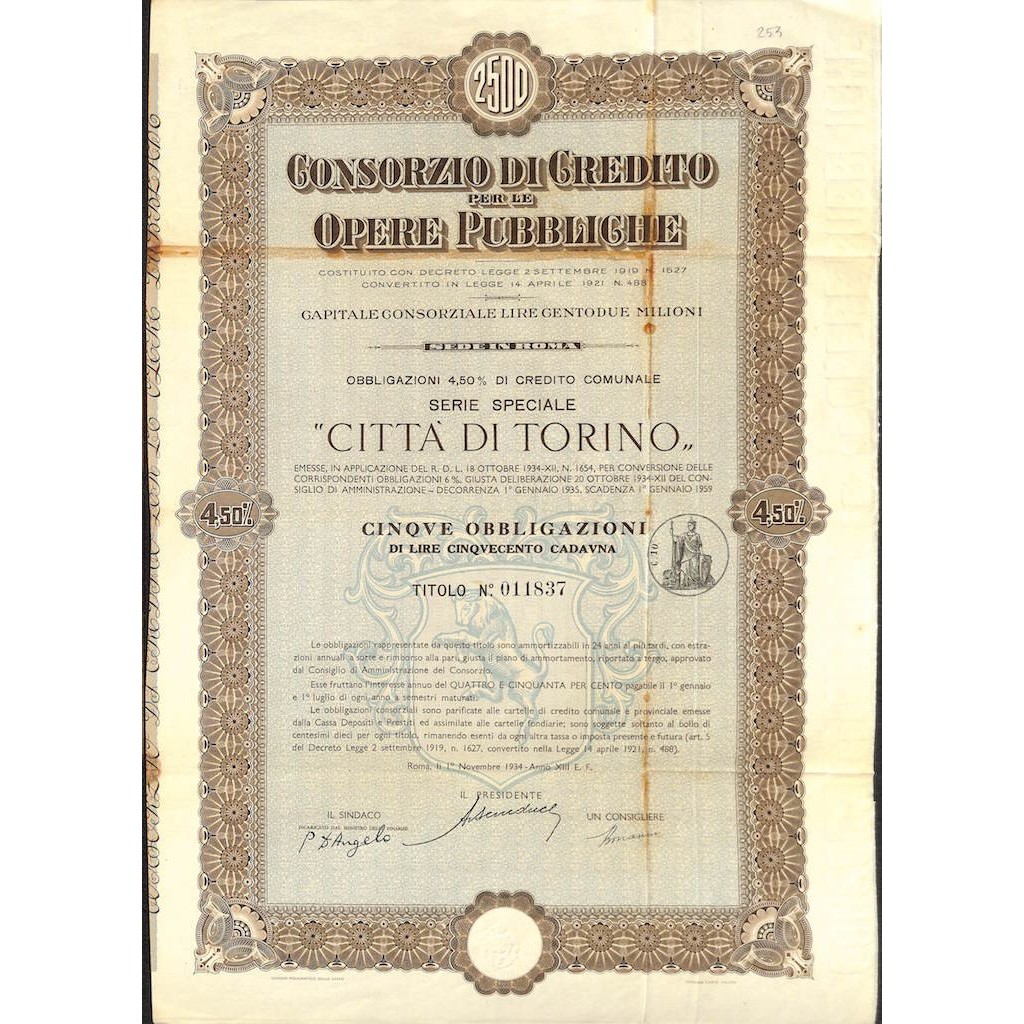 253
2500
CONSORZIO DI CREDITO
PER LE
OPERE PUBBLICHE
COSTITUITO CON DECRETO LEGGE 2 SETTEMBRE 1919 N. 1627
CONVERTITO IN LEGGE 14 APRILE 1921 N. 488
CAPITALE CONSORZIALE LIRE CENTODUE MILIONI
SEDE IN ROMA
OBBLIGAZIONI 4,50% DI CREDITO COMUNALE
SERIE SPECIALE
"CITTÀ DI TORINO„
EMESSE, IN APPLICAZIONE DEL R. D. L. 18 OTTOBRE 1934-XII, N. 1654, PER CONVERSIONE DELLE
CORRISPONDENTI OBBLIGAZIONI 6%, GIUSTA DELIBERAZIONE 20 OTTOBRE 1934-XII DEL CON-
SIGLIO DI AMMINISTRAZIONE – DECORRENZA 1° GENNAIO 1935, SCADENZA 1° GENNAIO 1959
4,50%
4,50%
CINQVE OBBLIGAZIONI
DI LIRE CINQVECENTO CADAVNA
TITOLO N° 011837
Le obbligazioni rappresentate da questo titolo sono ammortizzabili in 24 anni al più tardi, con estra-
zioni annuali a sorte e rimborso alla pari, giusta il piano di ammortamento, riportato a tergo, approvato
dal Consiglio di Amministrazione del Consorzio.
Esse fruttano l'interesse annuo del QUATTRO E CINQUANTA PER CENTO pagabile il 1° gennaio
e 1° luglio di ogni anno a semestri maturati.
Le obbligazioni consorziali sono parificate alle cartelle di credito comunale e provinciale emesse
dalla Cassa Depositi e Prestiti ed assimilate alle cartelle fondiarie; sono soggette soltanto al bollo di
centesimi dieci per ogni titolo, rimanendo esenti da ogni altra tassa o imposta presente e futura (art. 5
del Decreto Legge 2 settembre 1919, n. 1627, convertito nella Legge 14 aprile 1921, n. 488).
Roma, li 1° Novembre 1934 - Anno XIII E. F.
IL PRESIDENTE
IL SINDACO
UN CONSIGLIERE
INCARICATO DAL MINISTRO DELLE FINANZE
P D'Angelo